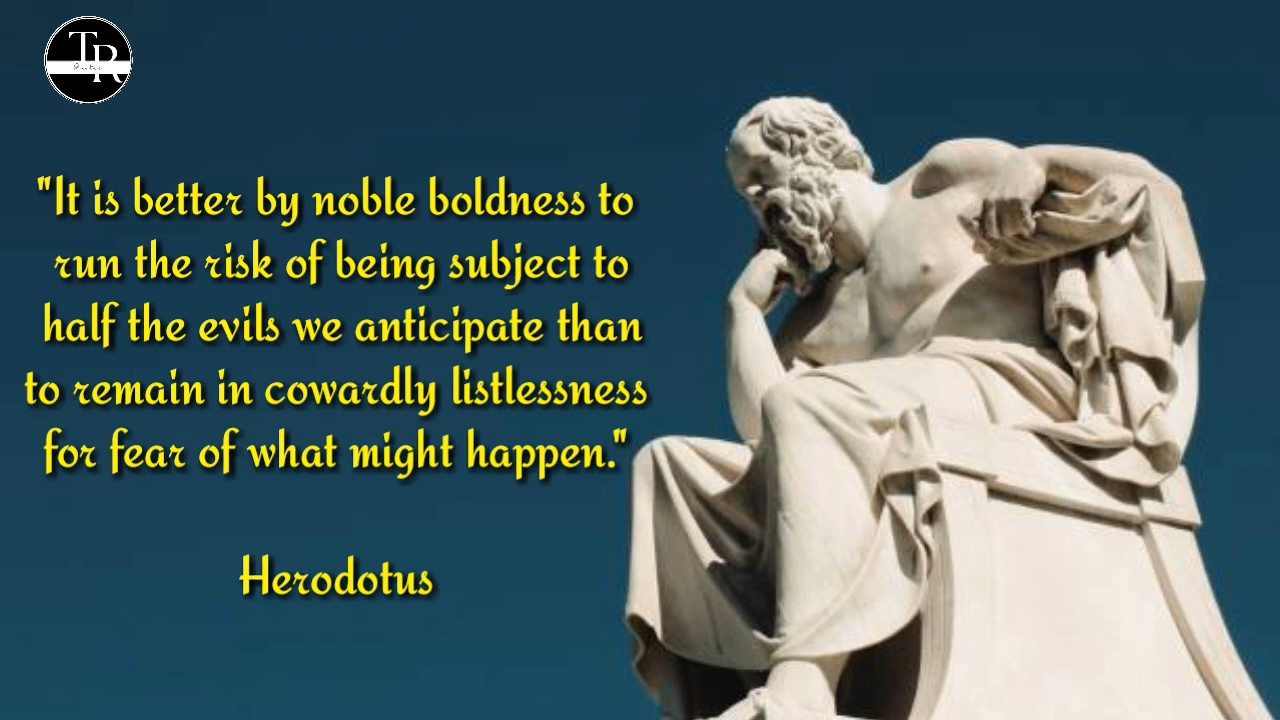 TR
"It is better by noble boldness to
run the risk of being subject to
half the evils we anticipate than
to remain in cowardly listlessness
for fear of what might happen."
Herodotus